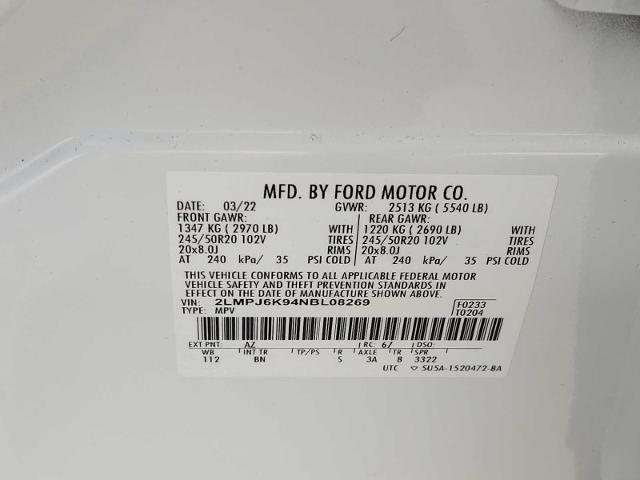 MFD. BY FORD MOTOR CO.
DATE: 03/22 GVWR: 2513 KG ( 5540 LB)
FRONT GAWR: REAR GAWR:
1347 KG ( 2970 LB) WITH 1220 KG ( 2690 LB) WITH
245/50R20 102V TIRES 245/50R20 102V TIRES
20x8.0J RIMS 20x8.0J RIMS
AT 240 kPa/ 35 PSI COLD AT 240 kPa/ 35 PSI COLD
THIS VEHICLE CONFORMS TO ALL APPLICABLE FEDERAL MOTOR
VEHICLE SAFETY AND THEFT PREVENTION STANDARDS IN
EFFECT ON THE DATE OF MANUFACTURE SHOWN ABOVE.
VIN: 2LMPJ6K94NBL08269 F0233
TYPE: MPV T0204
EXT PNT: AZ RC: 67 DSO:
WB INT TR TP/PS R AXLE TR SPR
112 BN S 3A 8 3322
UTC ▽ SU5A-1520472-BA